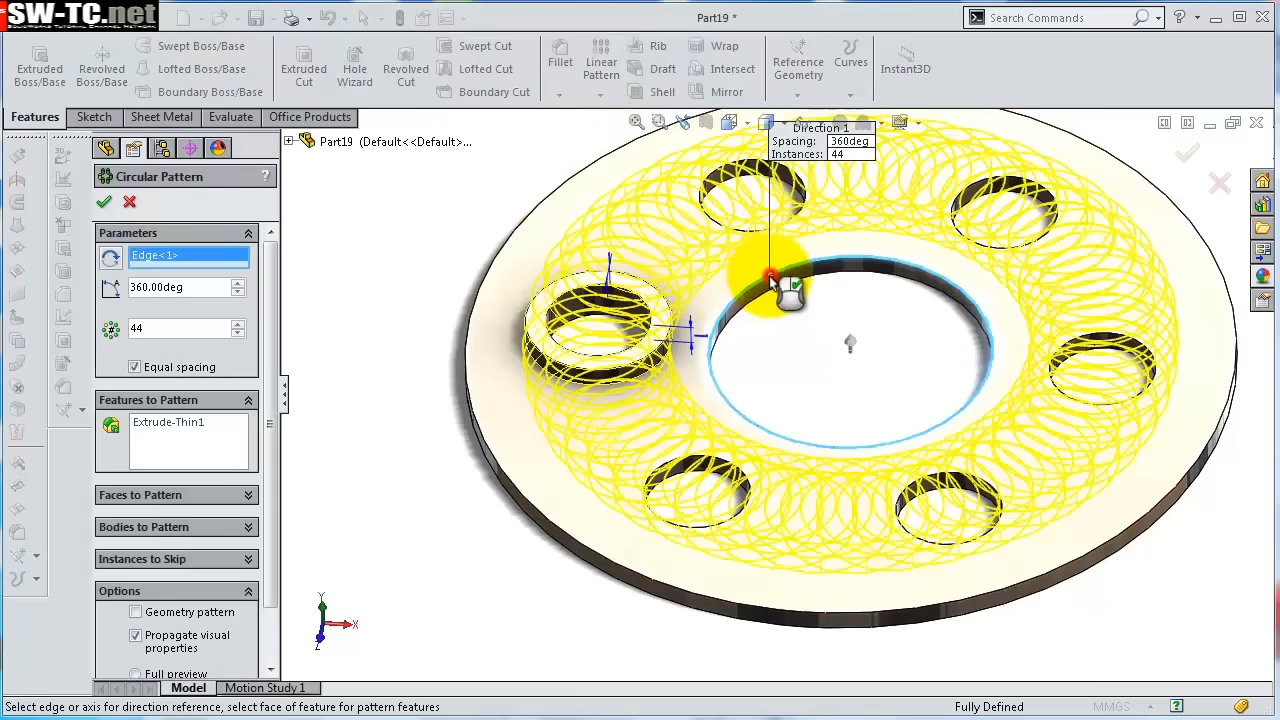 SW-TC.net
SOLIDWORKS TUTORIAL CHANNEL NETWORK
Part19 *
Search Commands
Extruded Boss/Base
Revolved Boss/Base
Swept Boss/Base
Lofted Boss/Base
Boundary Boss/Base
Extruded Cut
Hole Wizard
Revolved Cut
Swept Cut
Lofted Cut
Boundary Cut
Fillet
Linear Pattern
Rib
Draft
Shell
Wrap
Intersect
Mirror
Reference Geometry
Curves
Instant3D
Features
Sketch
Sheet Metal
Evaluate
Office Products
Part19 (Default<<Default>...
Direction 1
Spacing: 360deg
Instances: 44
Circular Pattern
?
Parameters
Edge<1>
360.00deg
44
Equal spacing
Features to Pattern
Extrude-Thin1
Faces to Pattern
Bodies to Pattern
Instances to Skip
Options
Geometry pattern
Propagate visual properties
Full preview
Y
X
Z
Model
Motion Study 1
Select edge or axis for direction reference, select face of feature for pattern features
Fully Defined
MMGS